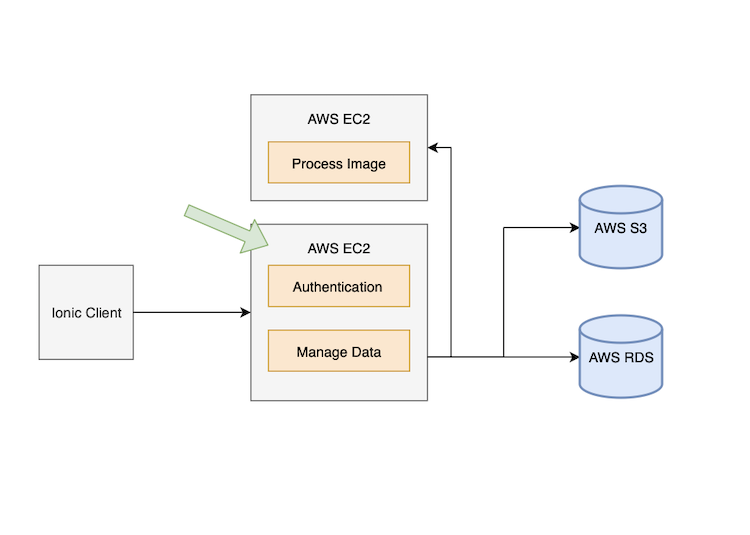 AWS EC2
Process Image
AWS EC2
Authentication
Manage Data
Ionic Client
AWS S3
AWS RDS